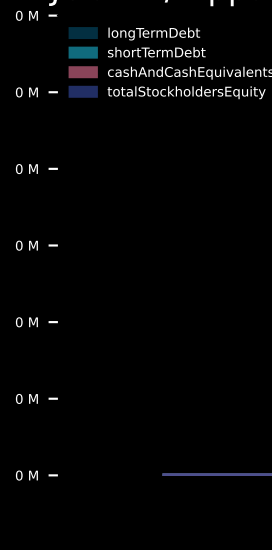 0 M
longTermDebt
shortTermDebt
cashAndCashEquivalents
0 M
totalStockholdersEquity
0 M
0 M
0 M
0 M
0 M